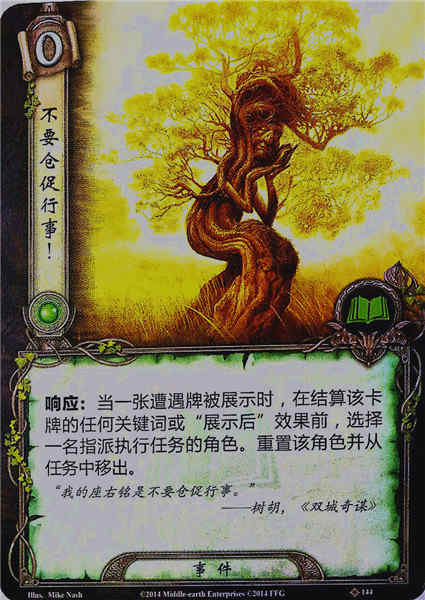 0
不要仓促行事！
响应：当一张遭遇牌被展示时，在结算该卡
牌的任何关键词或“展示后”效果前，选择
一名指派执行任务的角色。重置该角色并从
任务中移出。
“我的座右铭是不要仓促行事。”
——树胡，《双城奇谋》
事件
Illus. Mike Nash
©2014 Middle-earth Enterprises ©2014 FFG
144